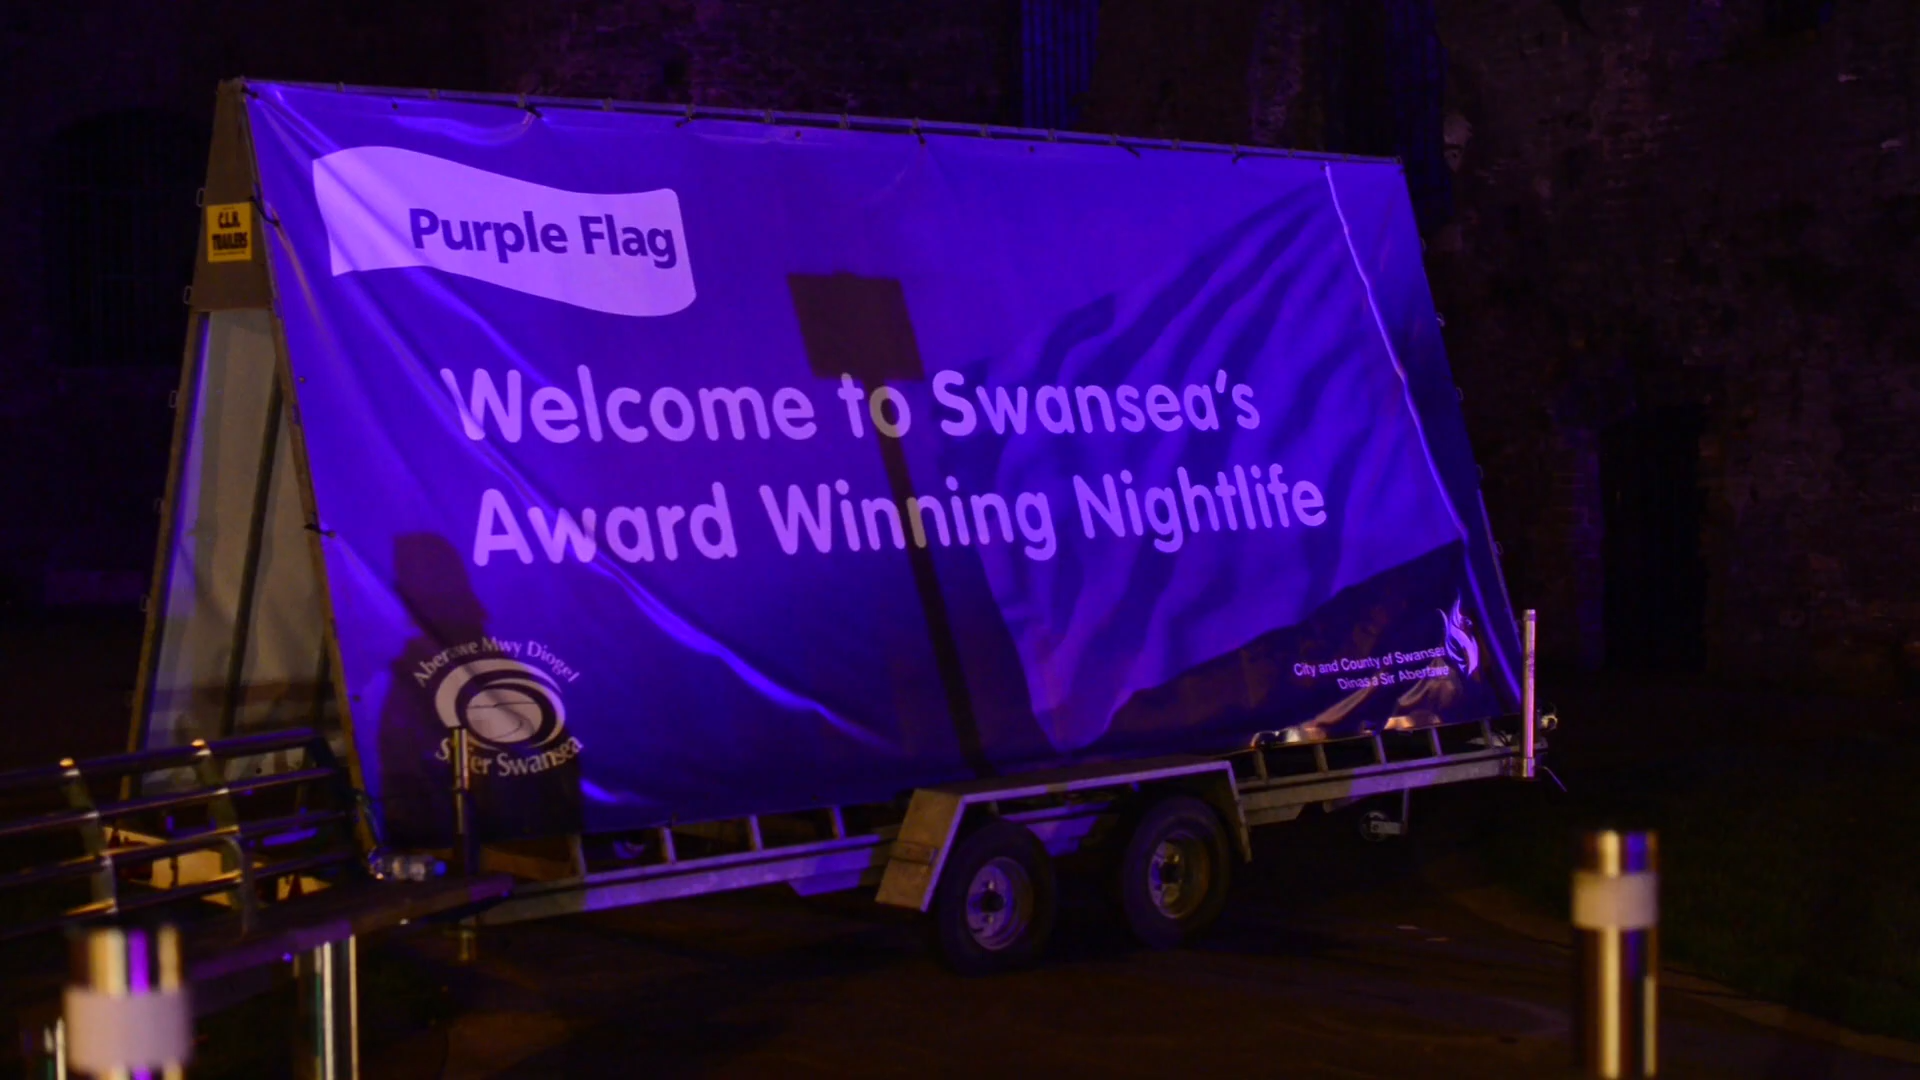 C.L.H.
TRAILERS
Purple Flag
Welcome to Swansea's
Award Winning Nightlife
Abertawe Mwy Diogel
Safer Swansea
City and County of Swansea
Dinas a Sir Abertawe